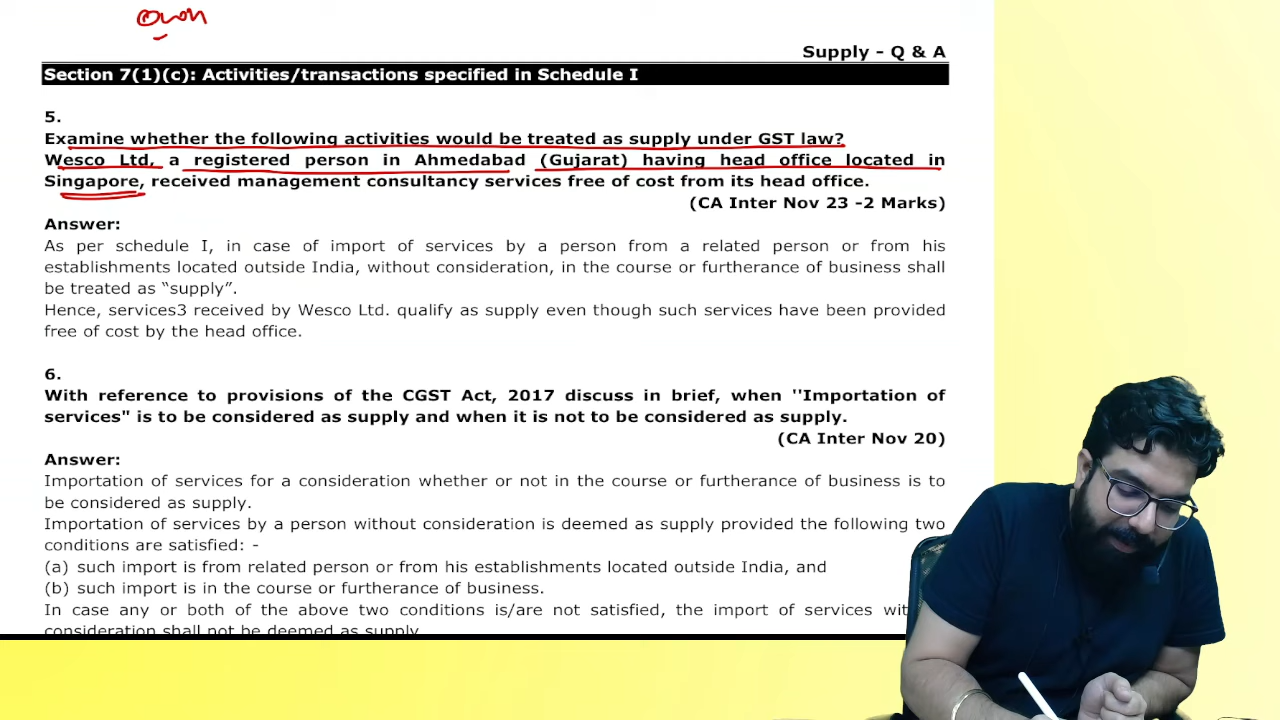 Supply - Q & A
Section 7(1)(c): Activities/transactions specified in Schedule I
5.
Examine whether the following activities would be treated as supply under GST law?
Wesco Ltd, a registered person in Ahmedabad (Gujarat) having head office located in
Singapore, received management consultancy services free of cost from its head office.
(CA Inter Nov 23 -2 Marks)
Answer:
As per schedule I, in case of import of services by a person from a related person or from his
establishments located outside India, without consideration, in the course or furtherance of business shall
be treated as “supply”.
Hence, services3 received by Wesco Ltd. qualify as supply even though such services have been provided
free of cost by the head office.
6.
With reference to provisions of the CGST Act, 2017 discuss in brief, when ''Importation of
services" is to be considered as supply and when it is not to be considered as supply.
(CA Inter Nov 20)
Answer:
Importation of services for a consideration whether or not in the course or furtherance of business is to
be considered as supply.
Importation of services by a person without consideration is deemed as supply provided the following two
conditions are satisfied: -
(a) such import is from related person or from his establishments located outside India, and
(b) such import is in the course or furtherance of business.
In case any or both of the above two conditions is/are not satisfied, the import of services
consideration shall not be deemed as supply